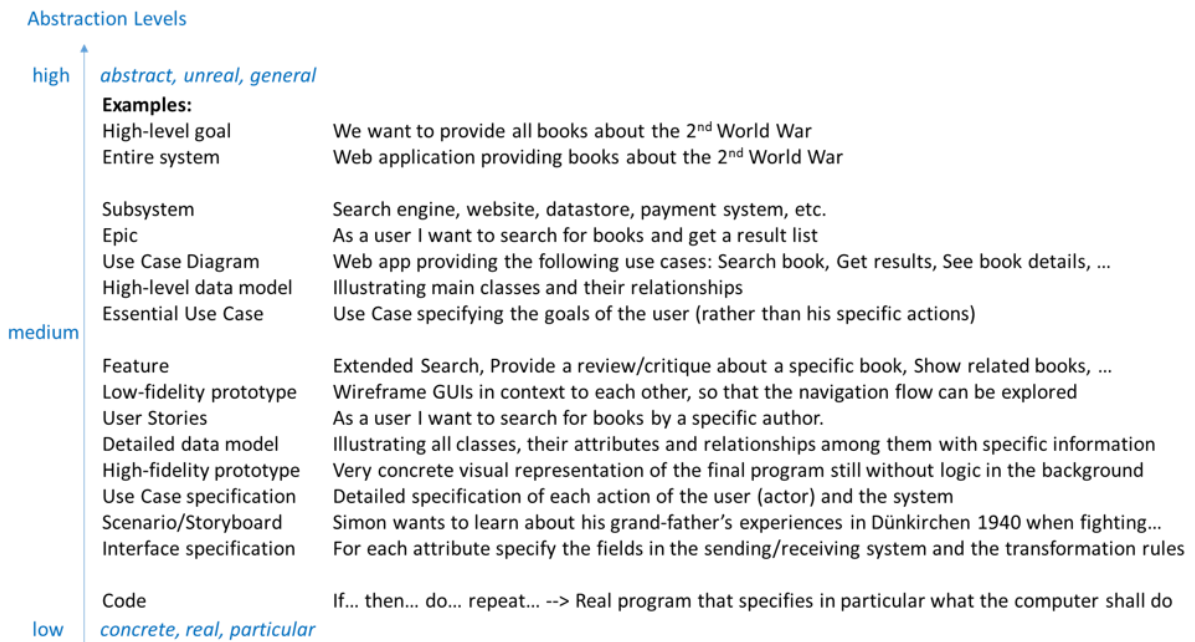 Abstraction Levels
high abstract, unreal, general
Examples:
High-level goal We want to provide all books about the 2nd World War
Entire system Web application providing books about the 2nd World War
Subsystem Search engine, website, datastore, payment system, etc.
Epic As a user I want to search for books and get a result list
Use Case Diagram Web app providing the following use cases: Search book, Get results, See book details, ...
High-level data model Illustrating main classes and their relationships
Essential Use Case Use Case specifying the goals of the user (rather than his specific actions)
medium
Feature Extended Search, Provide a review/critique about a specific book, Show related books, ...
Low-fidelity prototype Wireframe GUIs in context to each other, so that the navigation flow can be explored
User Stories As a user I want to search for books by a specific author.
Detailed data model Illustrating all classes, their attributes and relationships among them with specific information
High-fidelity prototype Very concrete visual representation of the final program still without logic in the background
Use Case specification Detailed specification of each action of the user (actor) and the system
Scenario/Storyboard Simon wants to learn about his grand-father's experiences in Dünkirchen 1940 when fighting...
Interface specification For each attribute specify the fields in the sending/receiving system and the transformation rules
Code If... then... do... repeat... --> Real program that specifies in particular what the computer shall do
low concrete, real, particular